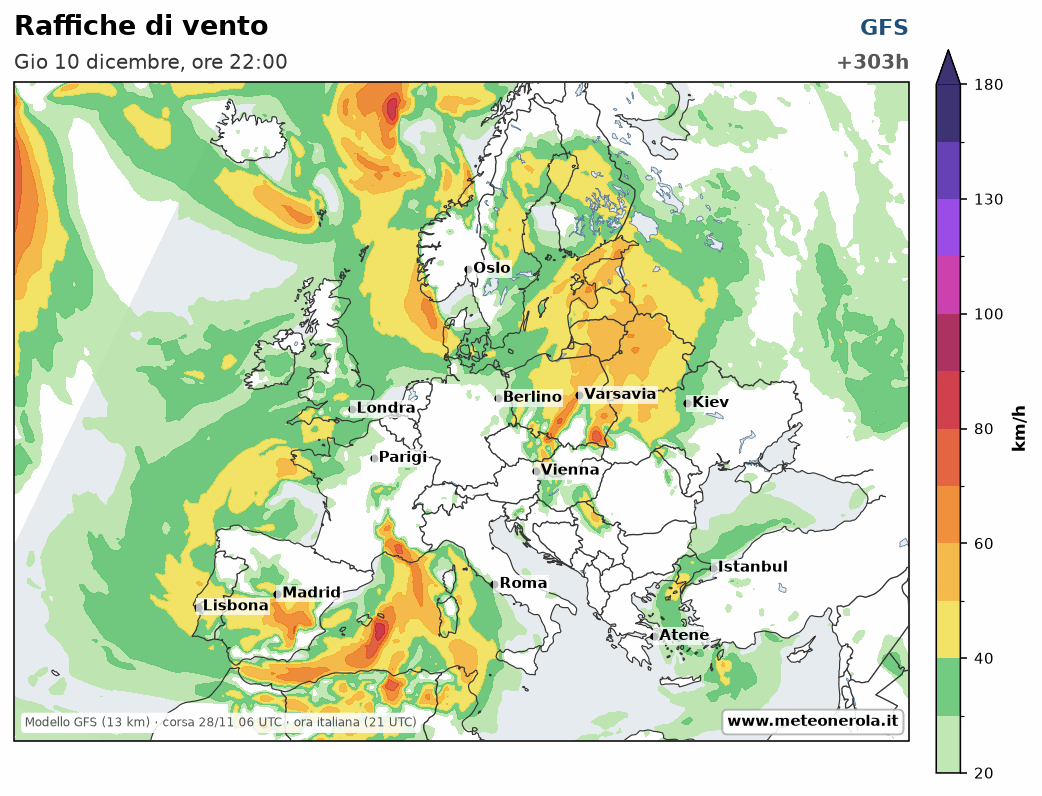 Raffiche di vento
GFS
Gio 10 dicembre, ore 22:00
+303h
180
130
100
80
60
40
20
km/h
Oslo
Berlino
Varsavia
Kiev
Londra
Parigi
Vienna
Istanbul
Roma
Madrid
Lisbona
Atene
Modello GFS (13 km) · corsa 28/11 06 UTC · ora italiana (21 UTC)
www.meteonerola.it